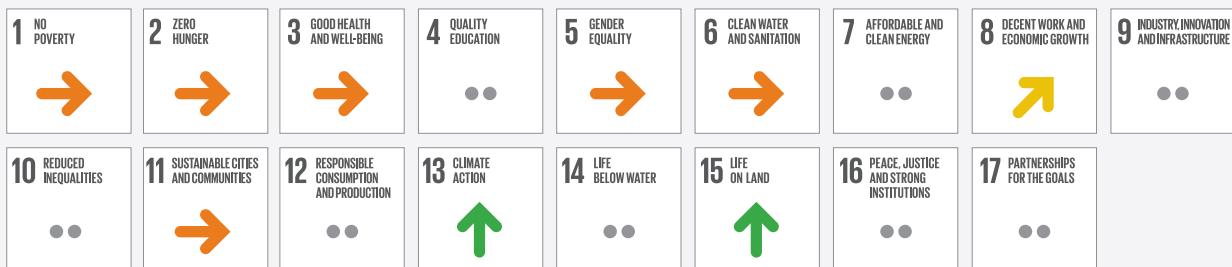 1 NO
POVERTY
2 ZERO
HUNGER
3 GOOD HEALTH
AND WELL-BEING
4 QUALITY
EDUCATION
5 GENDER
EQUALITY
6 CLEAN WATER
AND SANITATION
7 AFFORDABLE AND
CLEAN ENERGY
8 DECENT WORK AND
ECONOMIC GROWTH
9 INDUSTRY, INNOVATION
AND INFRASTRUCTURE
10 REDUCED
INEQUALITIES
11 SUSTAINABLE CITIES
AND COMMUNITIES
12 RESPONSIBLE
CONSUMPTION
AND PRODUCTION
13 CLIMATE
ACTION
14 LIFE
BELOW WATER
15 LIFE
ON LAND
16 PEACE, JUSTICE
AND STRONG
INSTITUTIONS
17 PARTNERSHIPS
FOR THE GOALS